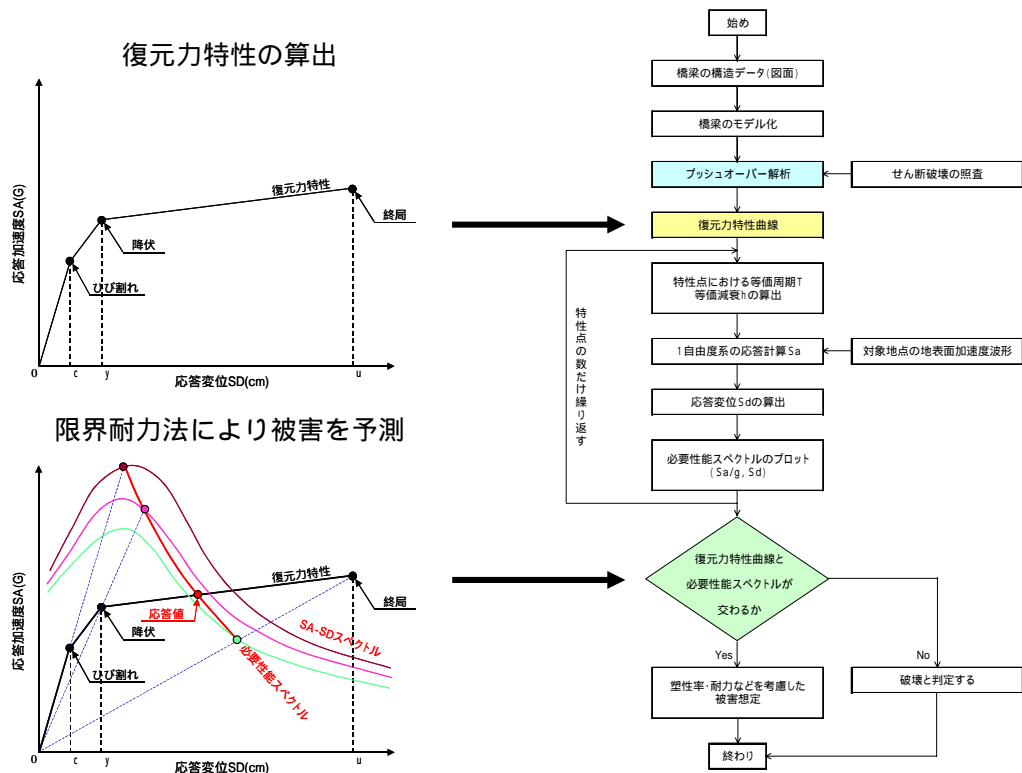 復元力特性の算出
応答加速度SA(G)
復元力特性
終局
降伏
ひび割れ
0
c
y
u
応答変位SD(cm)
限界耐力法により被害を予測
応答加速度SA(G)
復元力特性
終局
応答値
降伏
SA-SDスペクトル
ひび割れ
必要性能スペクトル
0
c
y
u
応答変位SD(cm)
始め
橋梁の構造データ(図面)
橋梁のモデル化
プッシュオーバー解析
せん断破壊の照査
復元力特性曲線
特性点における等価周期T
等価減衰hの算出
特性点の数だけ繰り返す
1自由度系の応答計算Sa
対象地点の地表面加速度波形
応答変位Sdの算出
必要性能スペクトルのプロット
(Sa/g, Sd)
復元力特性曲線と
必要性能スペクトルが
交わるか
Yes
No
塑性率・耐力などを考慮した
被害想定
破壊と判定する
終わり